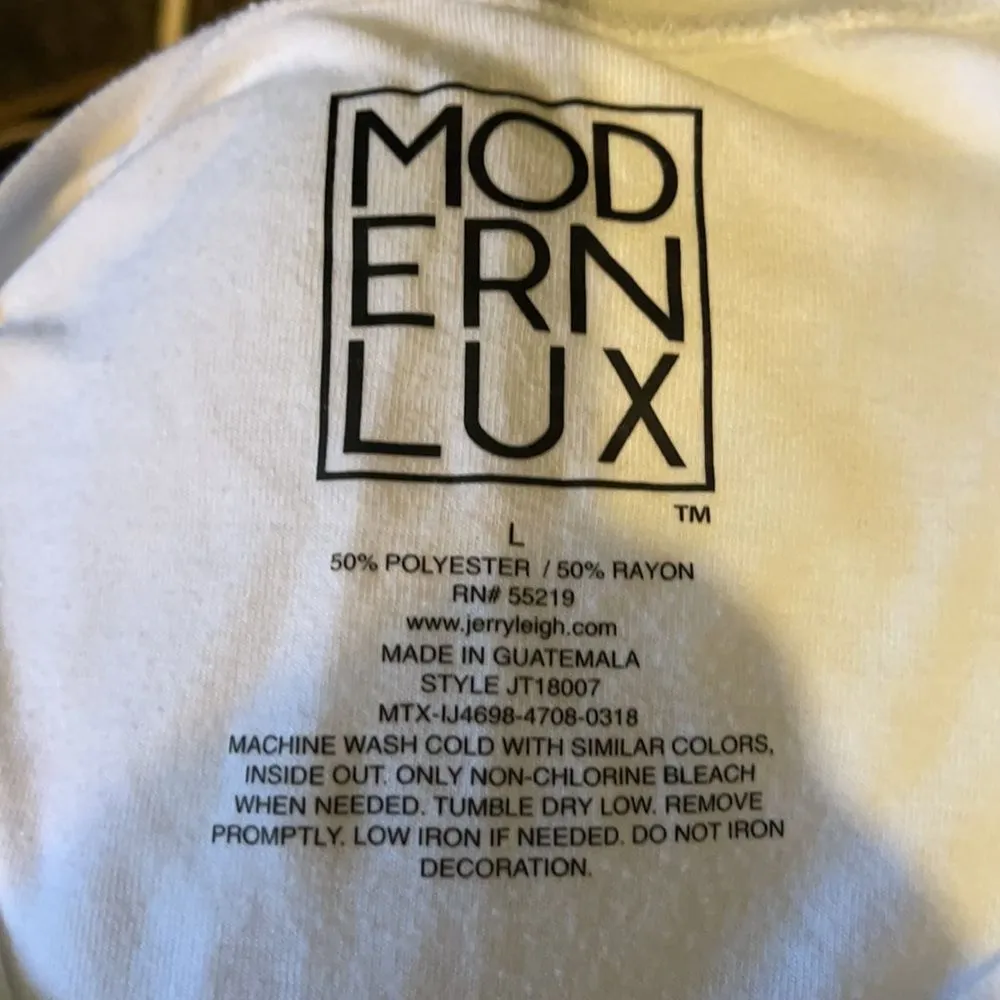 MOD
ERN
LUX
TM
L
50% POLYESTER / 50% RAYON
RN# 55219
www.jerryleigh.com
MADE IN GUATEMALA
STYLE JT18007
MTX-IJ4698-4708-0318
MACHINE WASH COLD WITH SIMILAR COLORS,
INSIDE OUT. ONLY NON-CHLORINE BLEACH
WHEN NEEDED. TUMBLE DRY LOW. REMOVE
PROMPTLY. LOW IRON IF NEEDED. DO NOT IRON
DECORATION.